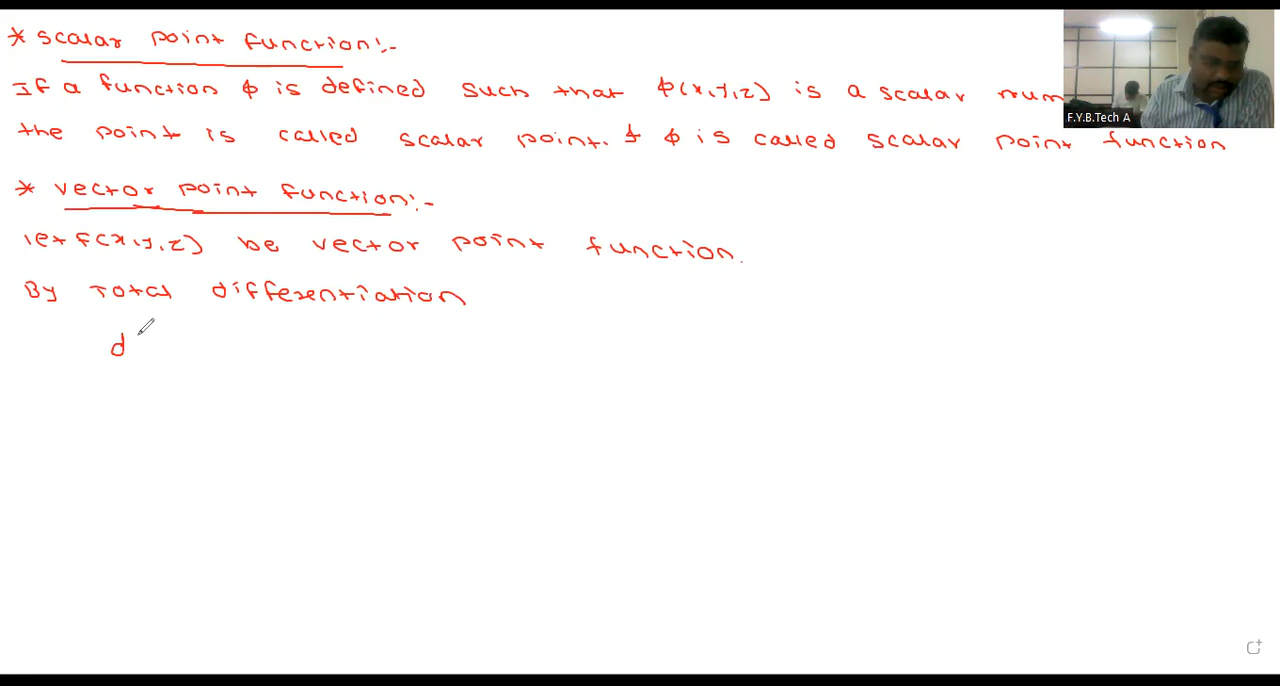 * scalar point function:-
If a function ϕ is defined such that ϕ(x,y,z) is a scalar num
the point is called scalar point. & ϕ is called scalar point function
* vector point function:-
let f(x,y,z) be vector point function.
By Total differentiation
d
F.Y.B.Tech A